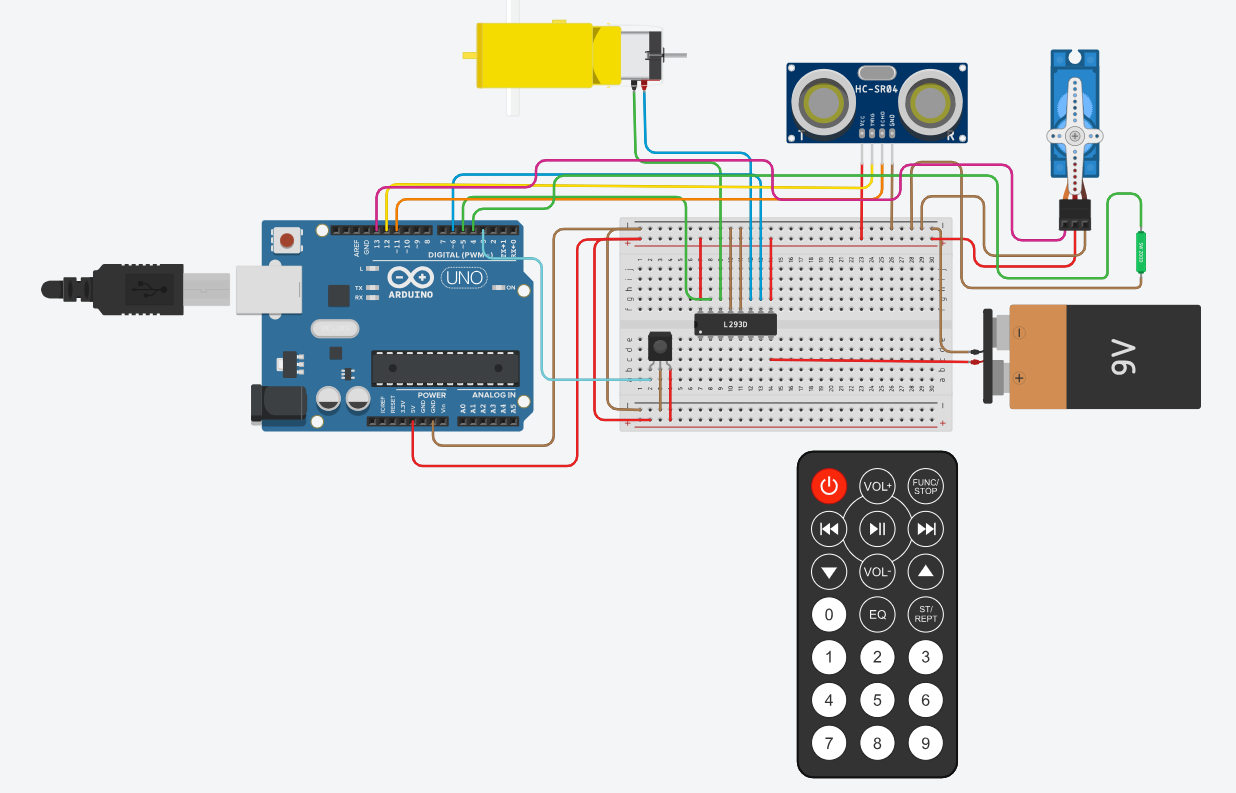 HC-SR04
VCC
TRIG
ECHO
GND
T
R
AREF
GND
13
12
~11
~10
~9
8
7
~6
~5
4
2
TX→1
RX←0
DIGITAL (PWM~)
L
TX
RX
ARDUINO
UNO
ON
POWER
ANALOG IN
IOREF
RESET
3.3V
5V
GND
GND
Vin
A0
A1
A2
A3
A4
A5
L293D
9V
VOL+
FUNC/
STOP
VOL-
0
EQ
ST/
REPT
1
2
3
4
5
6
7
8
9